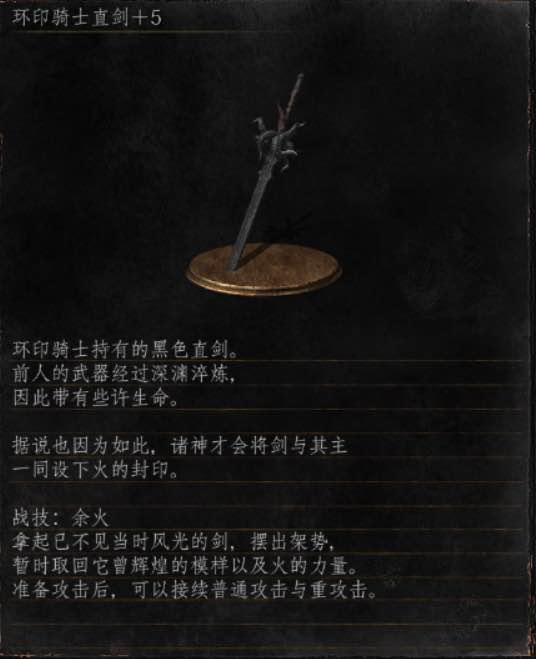 环印骑士直剑＋5
环印骑士持有的黑色直剑。
前人的武器经过深渊淬炼，
因此带有些许生命。
据说也因为如此，诸神才会将剑与其主
一同设下火的封印。
战技：余火
拿起已不见当时风光的剑，摆出架势，
暂时取回它曾辉煌的模样以及火的力量。
准备攻击后，可以接续普通攻击与重攻击。